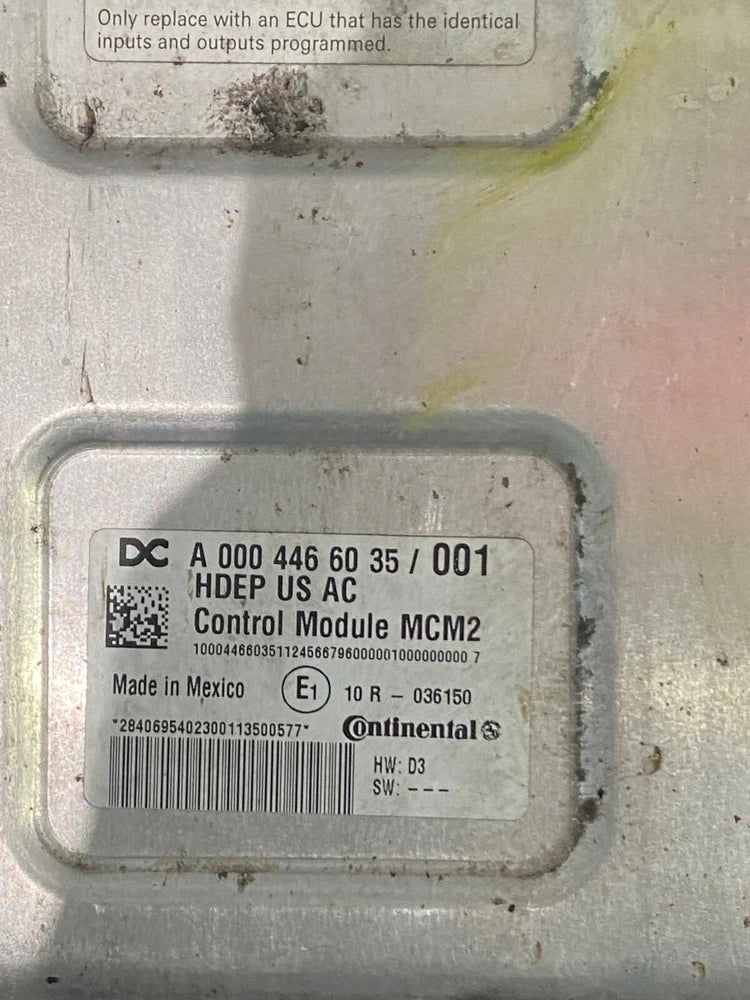 Only replace with an ECU that has the identical
inputs and outputs programmed.
DC A 000 446 60 35 / 001
HDEP US AC
Control Module MCM2
100044660351124566796000001000000000 7
Made in Mexico E1 10 R - 036150
*2840695402300113500577* Continental
HW: D3
SW: ---